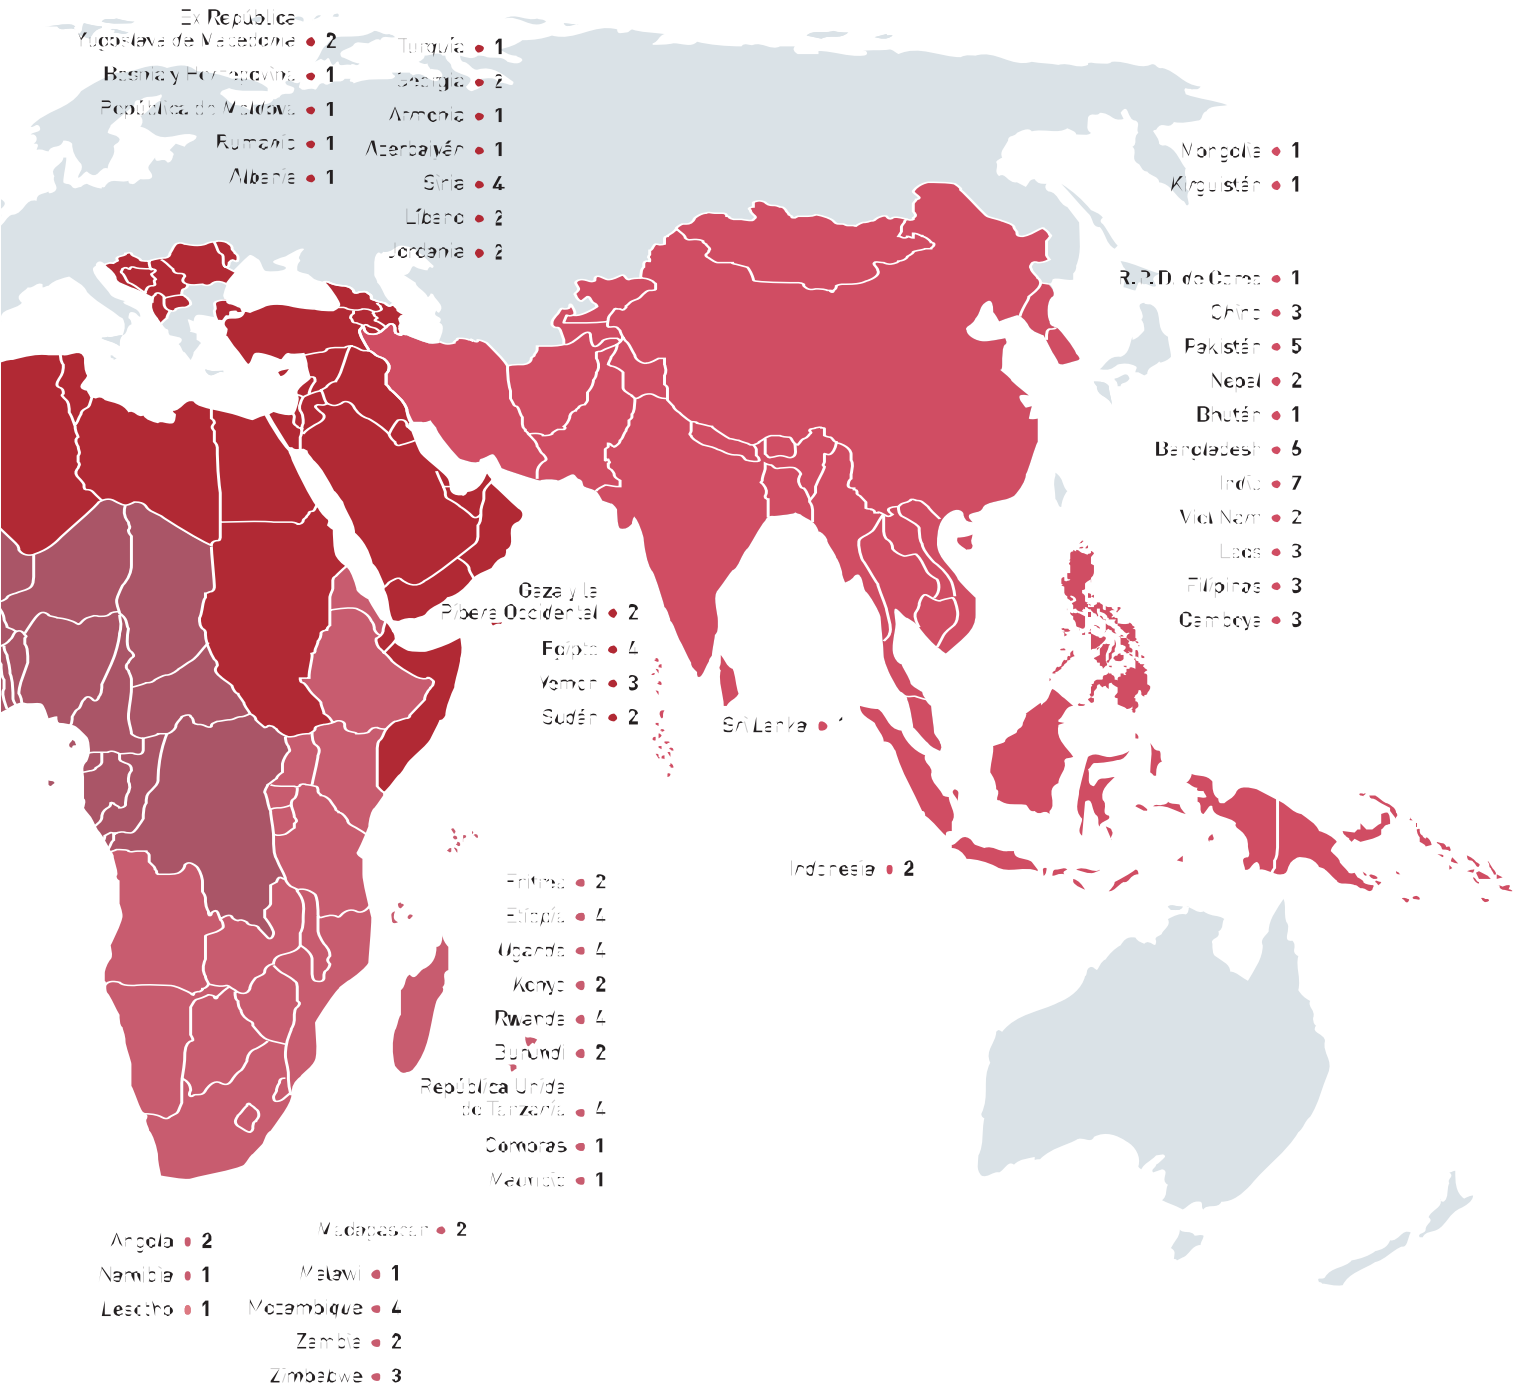 Ex República
Yugoslava de Macedonia 2
Bosnia y Herzegovina 1
República de Moldova 1
Rumania 1
Albania 1
Turquía 1
Georgia 2
Armenia 1
Azerbaiyán 1
Siria 4
Líbano 2
Jordania 2
Mongolia 1
Kirguistán 1
R.P.D. de Corea 1
China 3
Pakistán 5
Nepal 2
Bhután 1
Bangladesh 6
India 7
Viet Nam 2
Laos 3
Filipinas 3
Camboya 3
Gaza y la
Ribera Occidental 2
Egipto 4
Yemen 3
Sudán 2
Sri Lanka 1
Indonesia 2
Eritrea 2
Etiopía 4
Uganda 4
Kenya 2
Rwanda 4
Burundi 2
República Unida
de Tanzanía 4
Comoras 1
Mauricio 1
Madagascar 2
Angola 2
Namibia 1
Lesotho 1
Malawi 1
Mozambique 4
Zambia 2
Zimbabwe 3